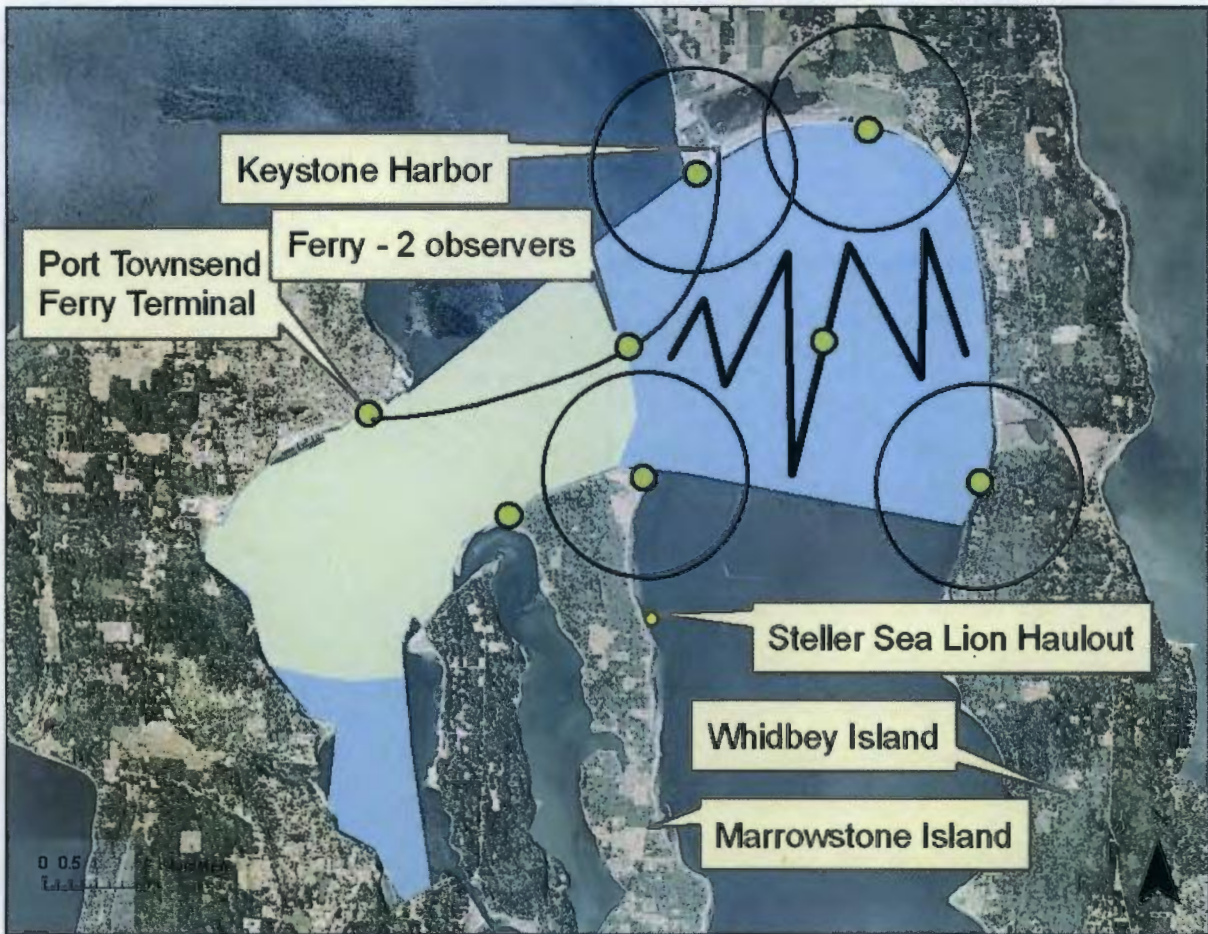 Keystone Harbor
Ferry - 2 observers
Port Townsend
Ferry Terminal
Steller Sea Lion Haulout
Whidbey Island
Marrowstone Island
0 0.5